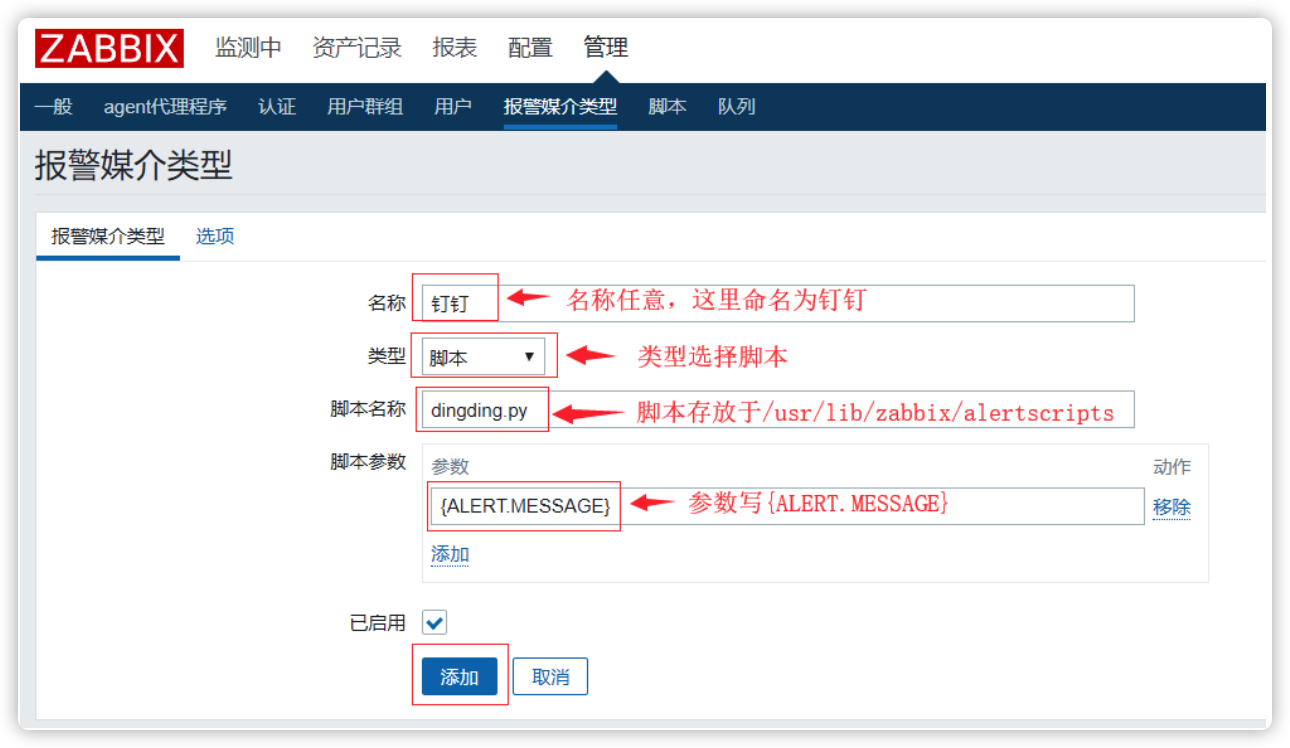 ZABBIX 监测中 资产记录 报表 配置 管理
一般 agent代理程序 认证 用户群组 用户 报警媒介类型 脚本 队列
报警媒介类型
报警媒介类型 选项
名称 钉钉 名称任意，这里命名为钉钉
类型 脚本 类型选择脚本
脚本名称 dingding.py 脚本存放于/usr/lib/zabbix/alertscripts
脚本参数 参数 动作
{ALERT.MESSAGE} 参数写{ALERT.MESSAGE} 移除
添加
已启用
添加 取消